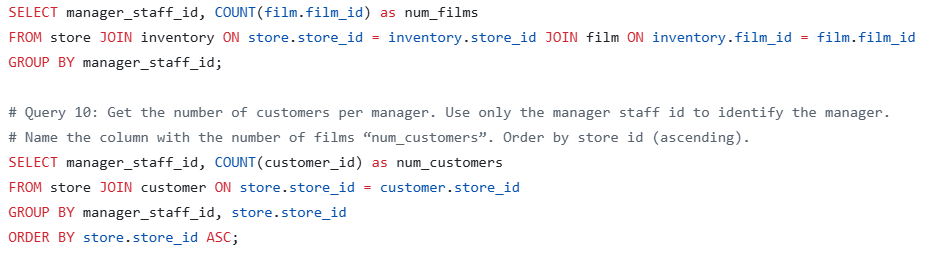 SELECT manager_staff_id, COUNT(film.film_id) as num_films
FROM store JOIN inventory ON store.store_id = inventory.store_id JOIN film ON inventory.film_id = film.film_id
GROUP BY manager_staff_id;
# Query 10: Get the number of customers per manager. Use only the manager staff id to identify the manager.
# Name the column with the number of films “num_customers”. Order by store id (ascending).
SELECT manager_staff_id, COUNT(customer_id) as num_customers
FROM store JOIN customer ON store.store_id = customer.store_id
GROUP BY manager_staff_id, store.store_id
ORDER BY store.store_id ASC;